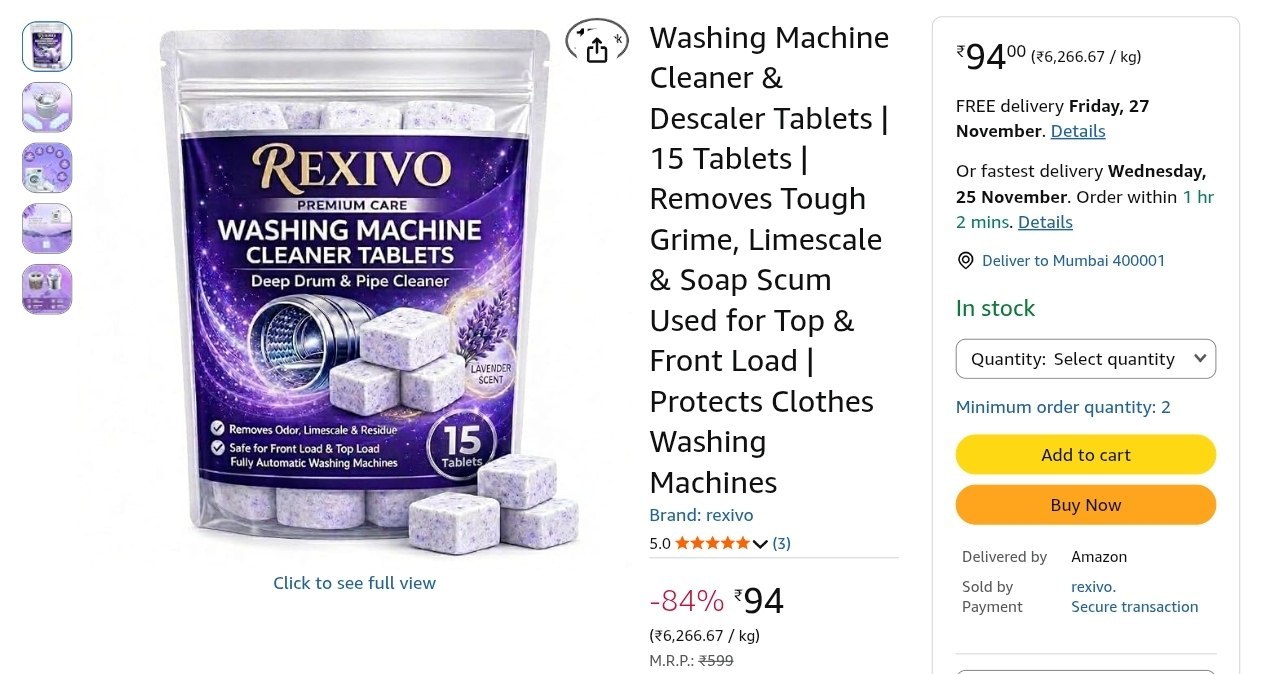 REXIVO
PREMIUM CARE
WASHING MACHINE
CLEANER TABLETS
Deep Drum & Pipe Cleaner
LAVENDER
SCENT
Removes Odor, Limescale & Residue
Safe for Front Load & Top Load
Fully Automatic Washing Machines
15
Tablets
Click to see full view
Washing Machine
Cleaner &
Descaler Tablets |
15 Tablets |
Removes Tough
Grime, Limescale
& Soap Scum
Used for Top &
Front Load |
Protects Clothes
Washing
Machines
Brand: rexivo
5.0 (3)
-84% ₹94
(₹6,266.67 / kg)
M.R.P.: ₹599
₹9400 (₹6,266.67 / kg)
FREE delivery Friday, 27
November. Details
Or fastest delivery Wednesday,
25 November. Order within 1 hr
2 mins. Details
Deliver to Mumbai 400001
In stock
Quantity: Select quantity
Minimum order quantity: 2
Add to cart
Buy Now
Delivered by Amazon
Sold by rexivo.
Payment Secure transaction